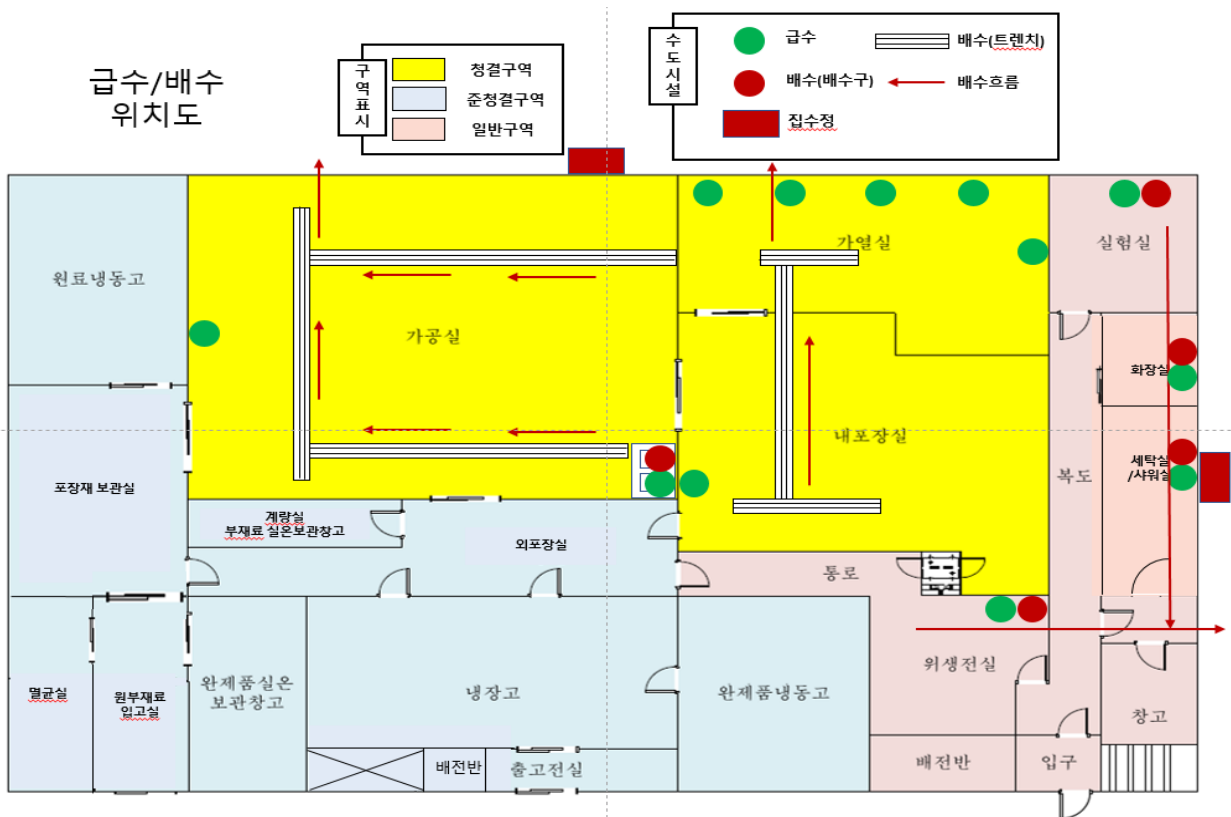 급수/배수
위치도
구역표시
청결구역
준청결구역
일반구역
수도시설
급수
배수(트렌치)
배수(배수구)
배수흐름
집수정
원료냉동고
가공실
가열실
실험실
화장실
내포장실
복도
세탁실
/샤워실
포장재 보관실
계량실
부재료 실온보관창고
외포장실
통로
멸균실
원부재료
입고실
완제품실온
보관창고
냉장고
완제품냉동고
위생전실
창고
배전반
출고전실
배전반
입구